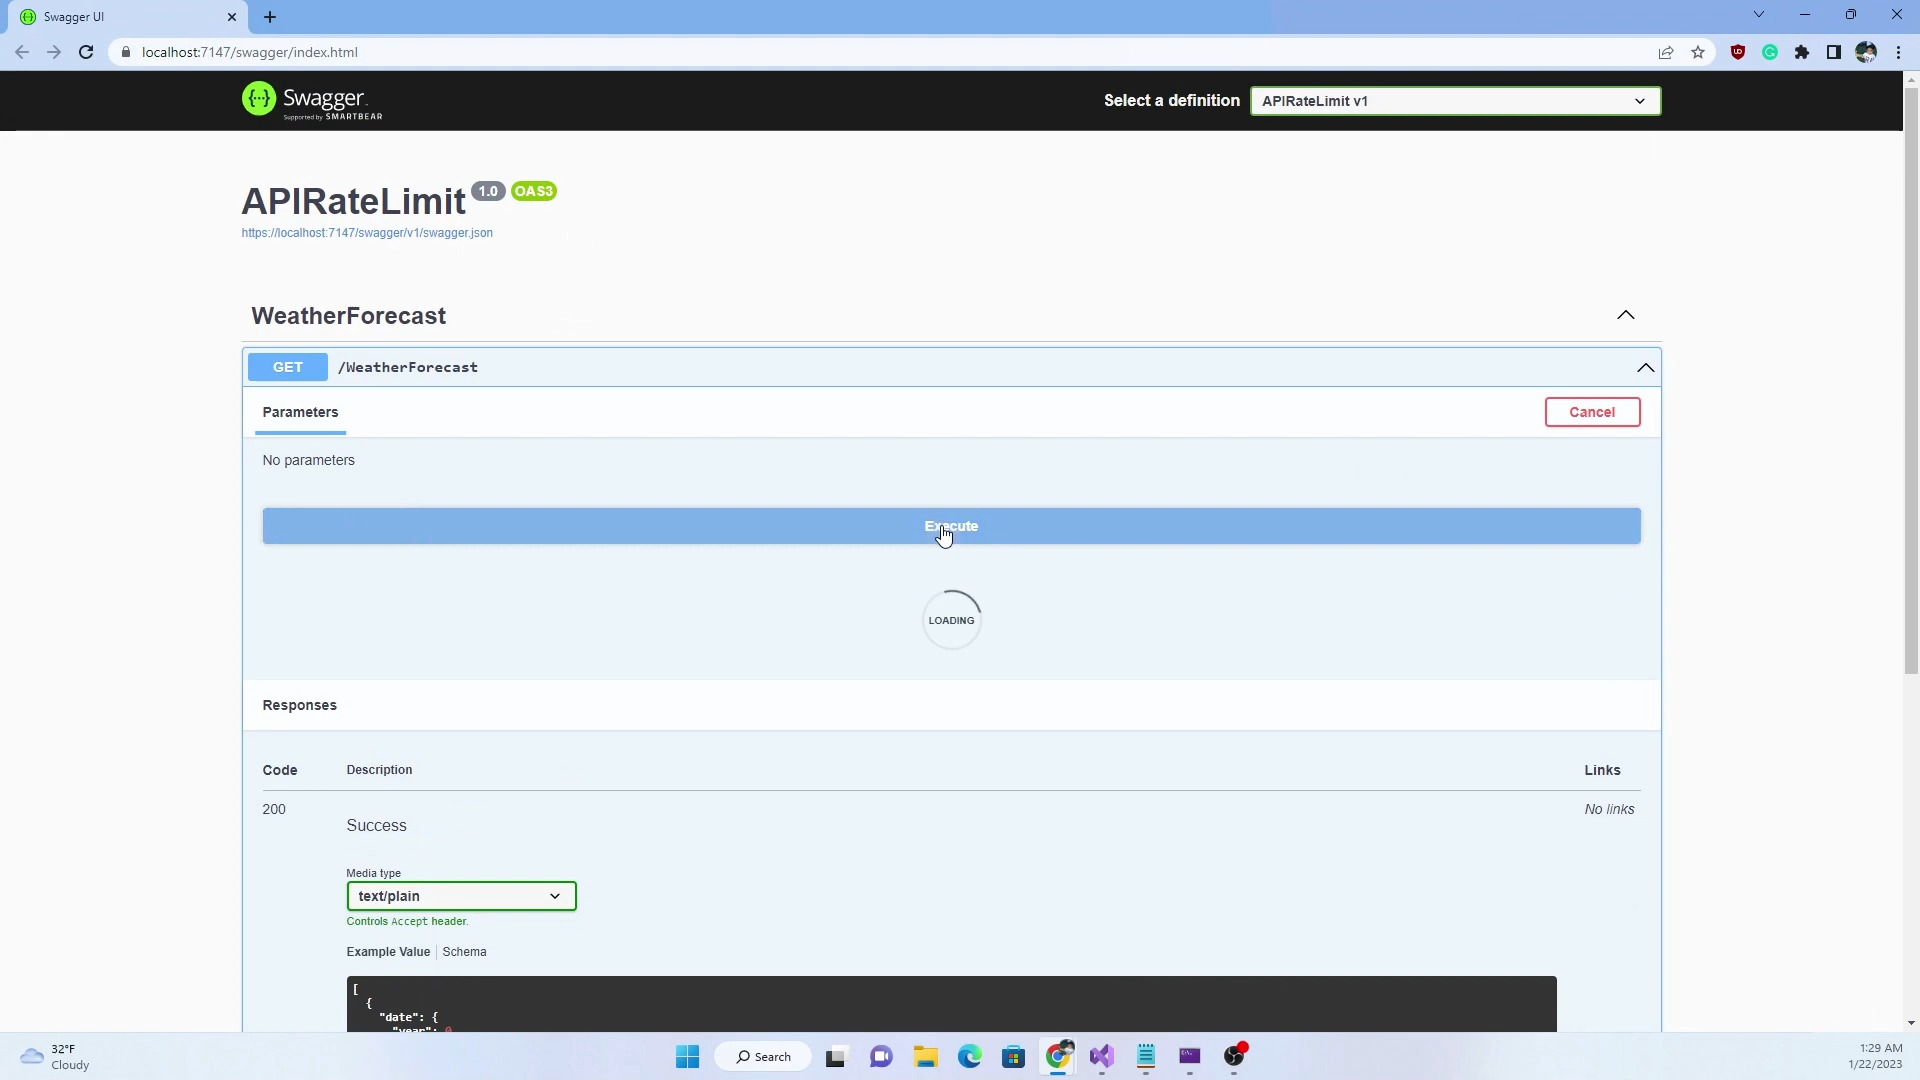 Swagger UI
localhost:7147/swagger/index.html
Swagger
Supported by SMARTBEAR
Select a definition
APIRateLimit v1
APIRateLimit 1.0 OAS3
https://localhost:7147/swagger/v1/swagger.json
WeatherForecast
GET /WeatherForecast
Parameters
Cancel
No parameters
Execute
LOADING
Responses
Code Description Links
200 No links
Success
Media type
text/plain
Controls Accept header.
Example Value Schema
[
{
"date": {
"year": 0
32°F
Cloudy
Search
1:29 AM
1/22/2023